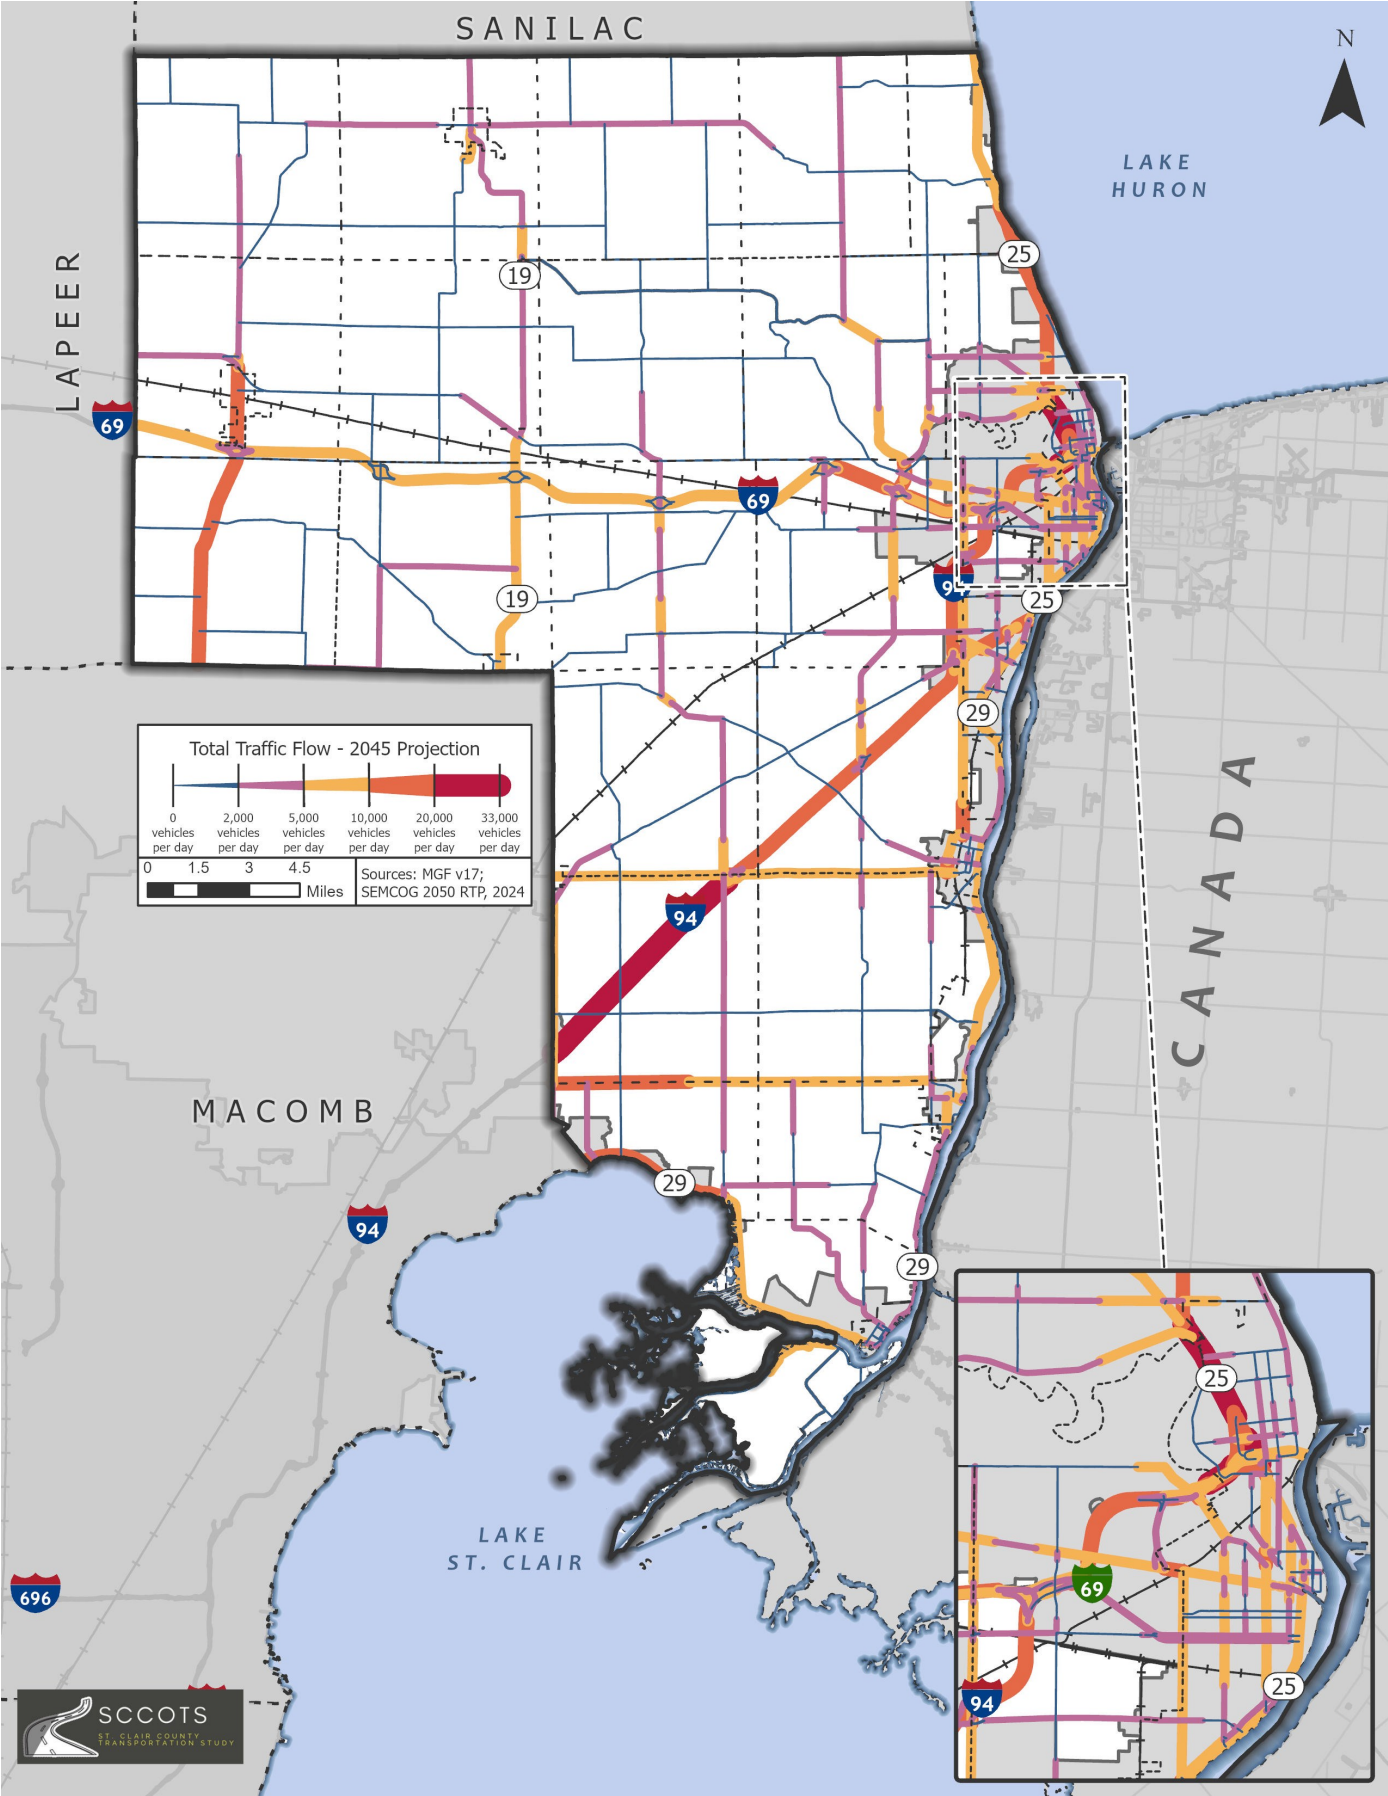 SANILAC
N
LAKE
HURON
LAPEER
25
19
69
69
94
25
19
29
CANADA
Total Traffic Flow - 2045 Projection
0
vehicles
per day
2,000
vehicles
per day
5,000
vehicles
per day
10,000
vehicles
per day
20,000
vehicles
per day
33,000
vehicles
per day
0 1.5 3 4.5
Miles
Sources: MGF v17;
SEMCOG 2050 RTP, 2024
94
MACOMB
94
29
29
25
69
94
25
LAKE
ST. CLAIR
696
SCCOTS
ST. CLAIR COUNTY
TRANSPORTATION STUDY